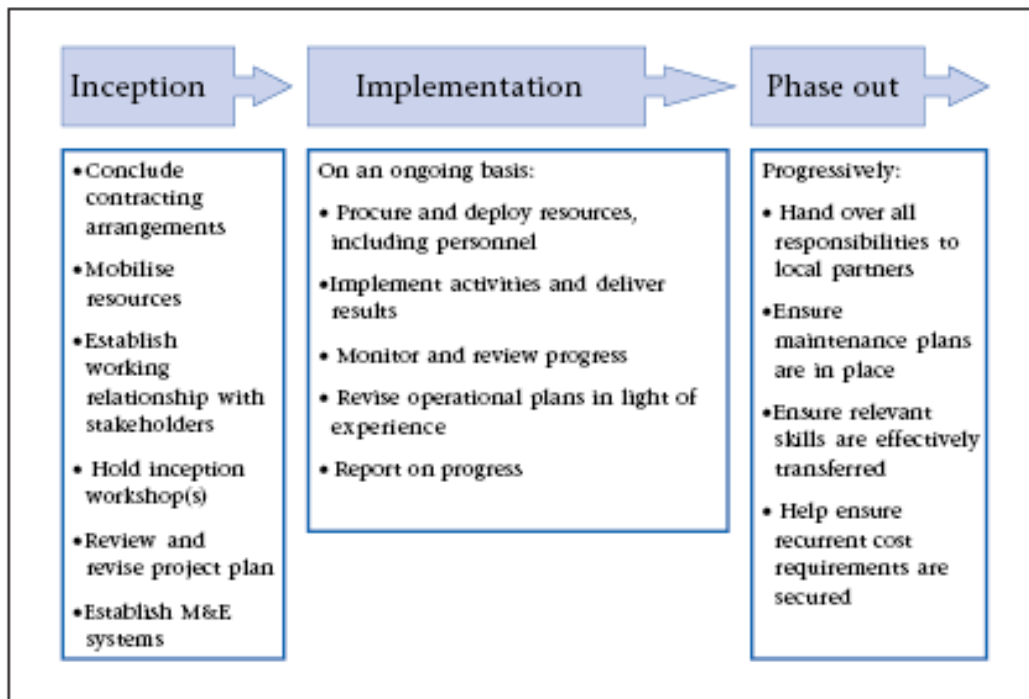 Inception
Implementation
Phase out
•Conclude
contracting
arrangements
•Mobilise
resources
•Establish
working
relationship with
stakeholders
• Hold inception
workshop(s)
•Review and
revise project plan
•Establish M&E
systems
On an ongoing basis:
• Procure and deploy resources,
including personnel
•Implement activities and deliver
results
• Monitor and review progress
• Revise operational plans in light of
experience
• Report on progress
Progressively:
• Hand over all
responsibilities to
local partners
•Ensure
maintenance plans
are in place
•Ensure relevant
skills are effectively
transferred
• Help ensure
recurrent cost
requirements are
secured